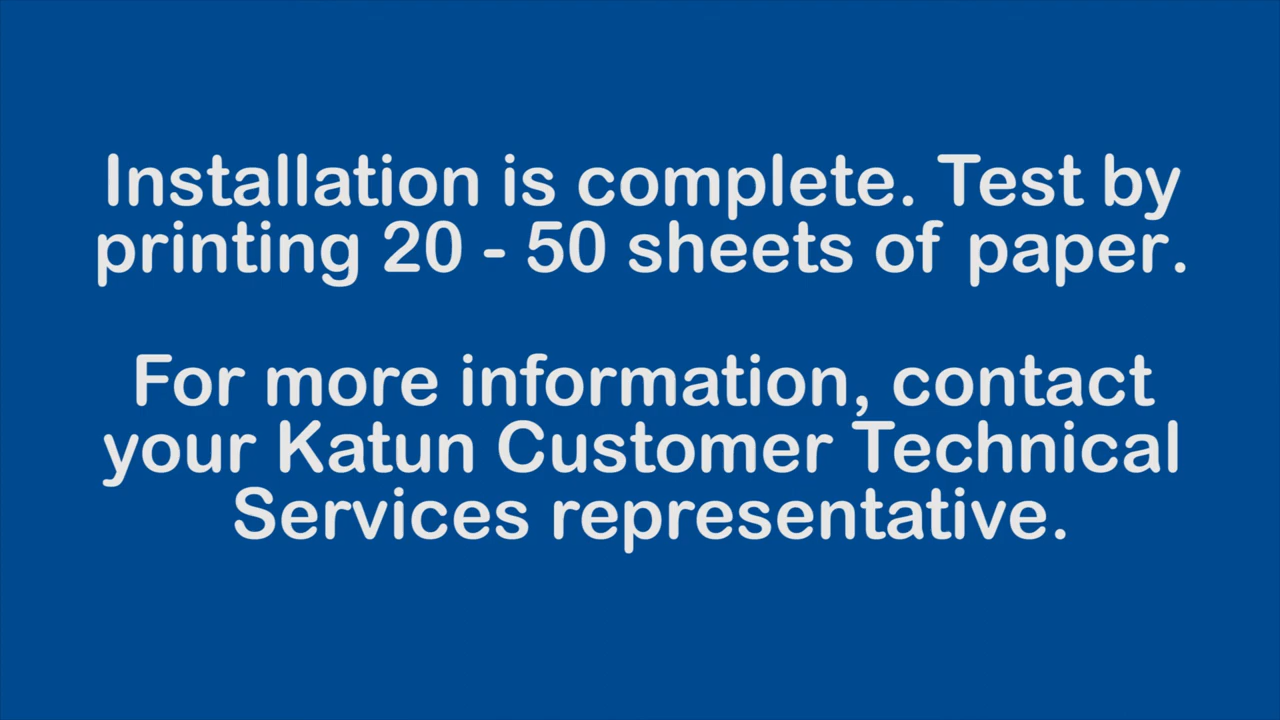 Installation is complete. Test by
printing 20 - 50 sheets of paper.
For more information, contact
your Katun Customer Technical
Services representative.